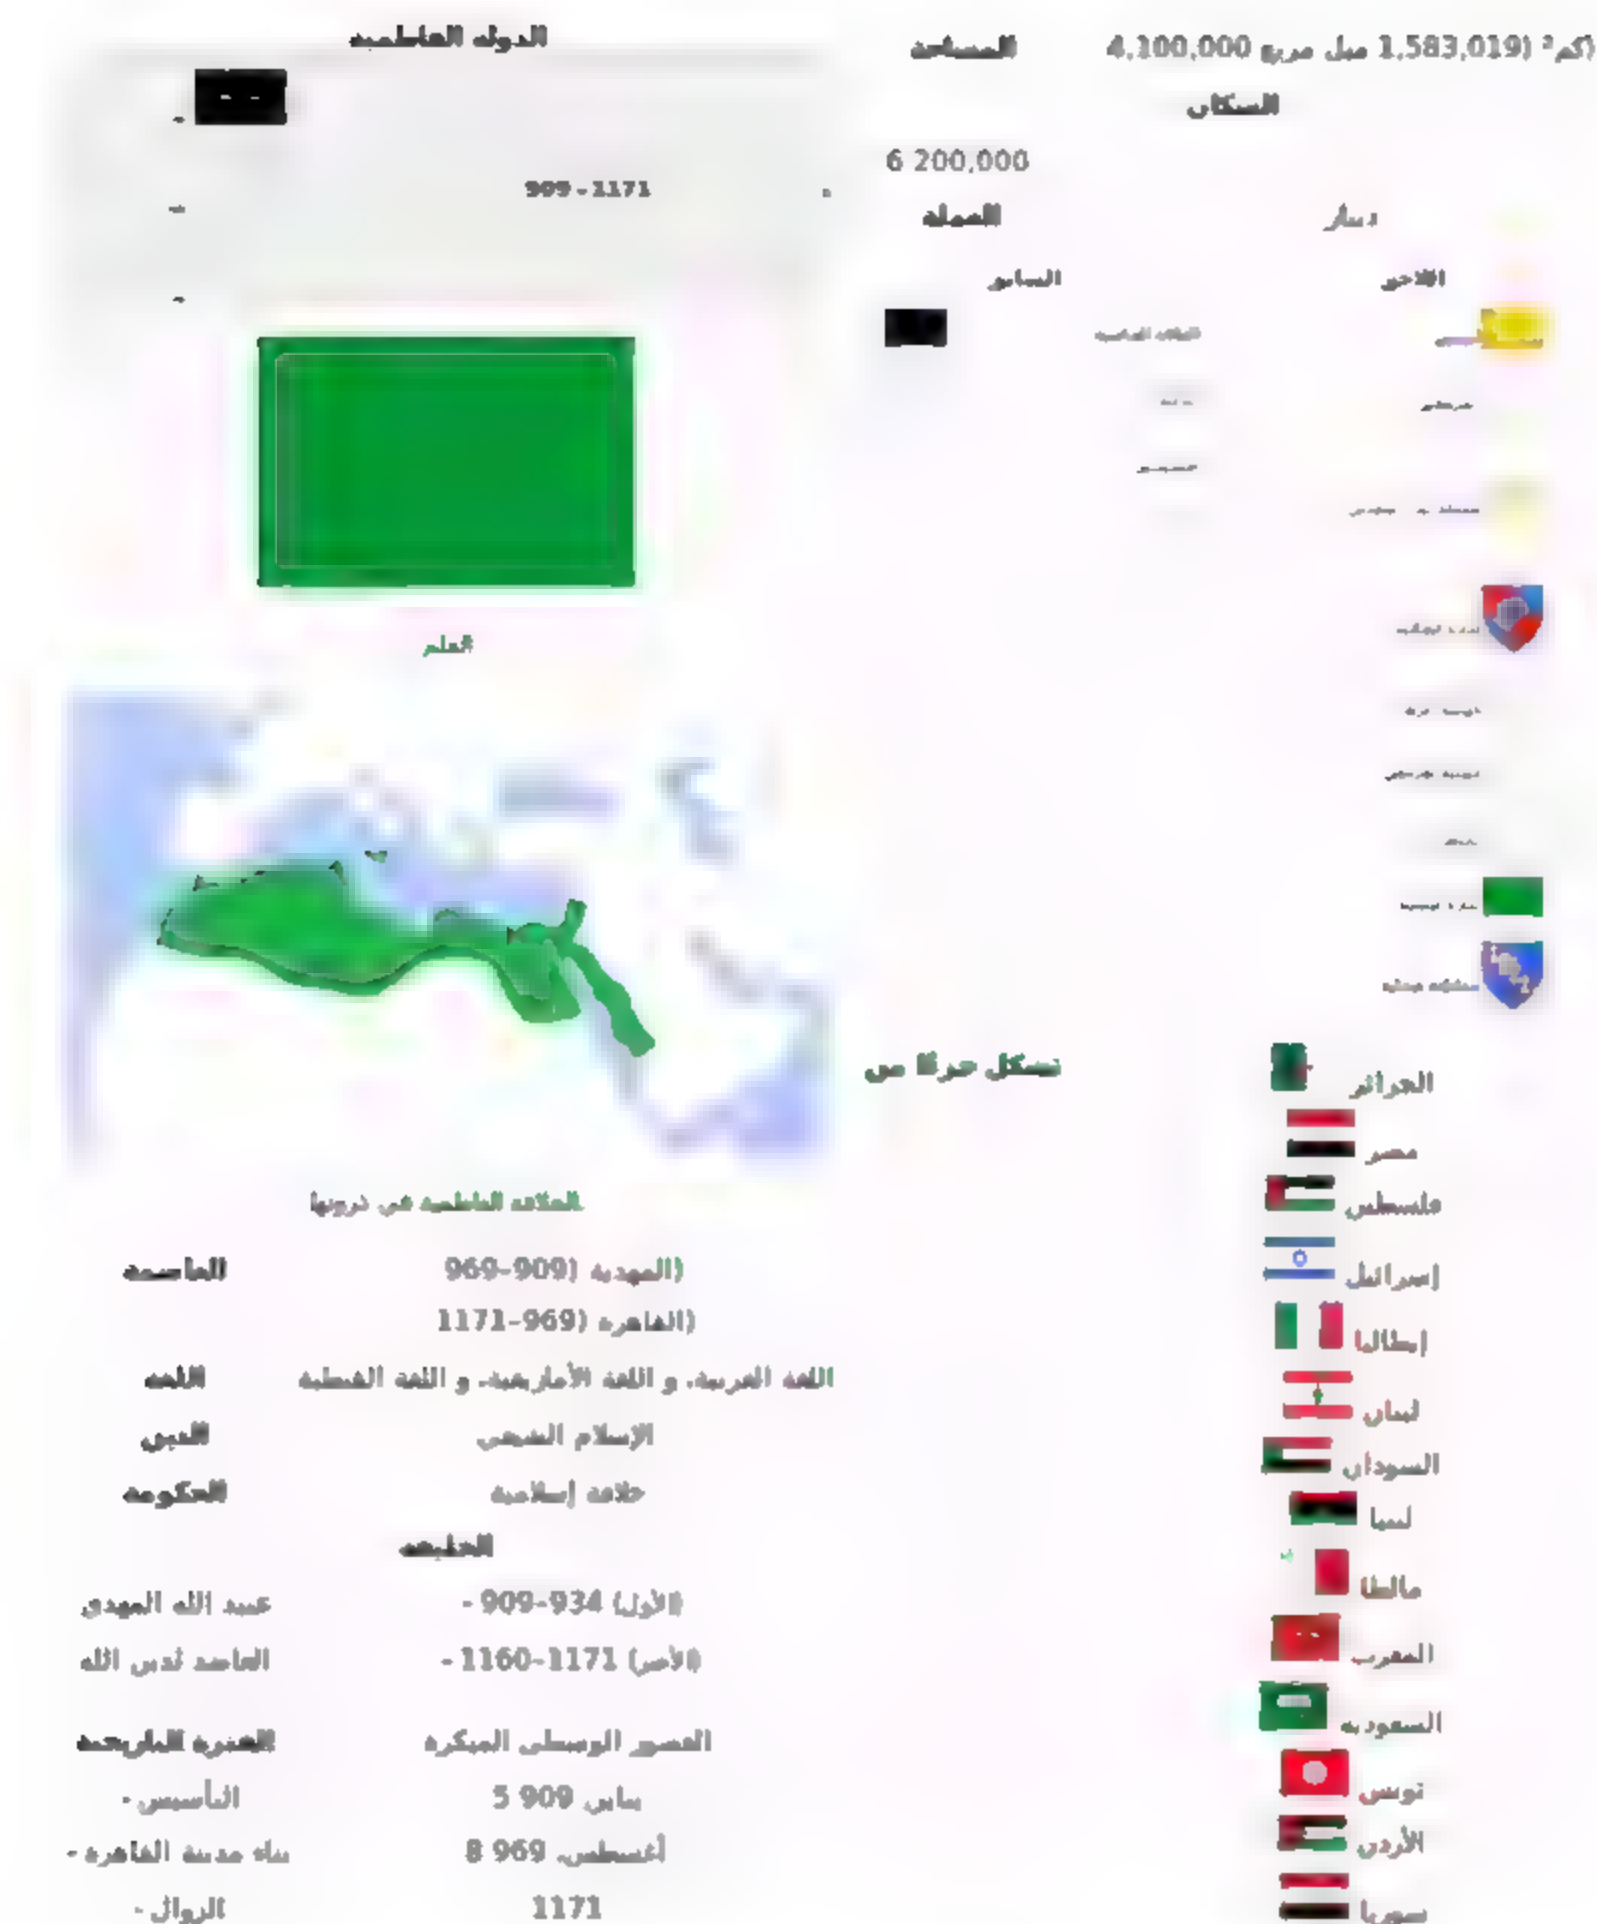 الدولة الفاطمية
909 - 1171
العلم
الخلافة الفاطمية في ذروتها.
العاصمة
المهدية (909–969)
القاهرة (969–1171)
اللغة
اللغة العربية، و اللغة الأمازيغية، و اللغة القبطية
الدين
الإسلام الشيعي
الحكومة
خلافة إسلامية
الخليفة
عبيد الله المهدي
- 909–934 (الأول)
العاضد لدين الله
- 1160–1171 (الأخير)
الفترة التاريخية
العصور الوسطى المبكرة
- التأسيس
5 يناير 909
- بناء مدينة القاهرة
8 أغسطس، 969
- الزوال
1171
المساحة
4,100,000 كم² (1,583,019 ميل مربع)
السكان
6 200,000
العملة
دينار
السابق
اللاحق
تشكل جزءًا من
الجزائر
مصر
فلسطين
إسرائيل
إيطاليا
لبنان
السودان
ليبيا
مالطا
المغرب
السعودية
تونس
الأردن
سوريا